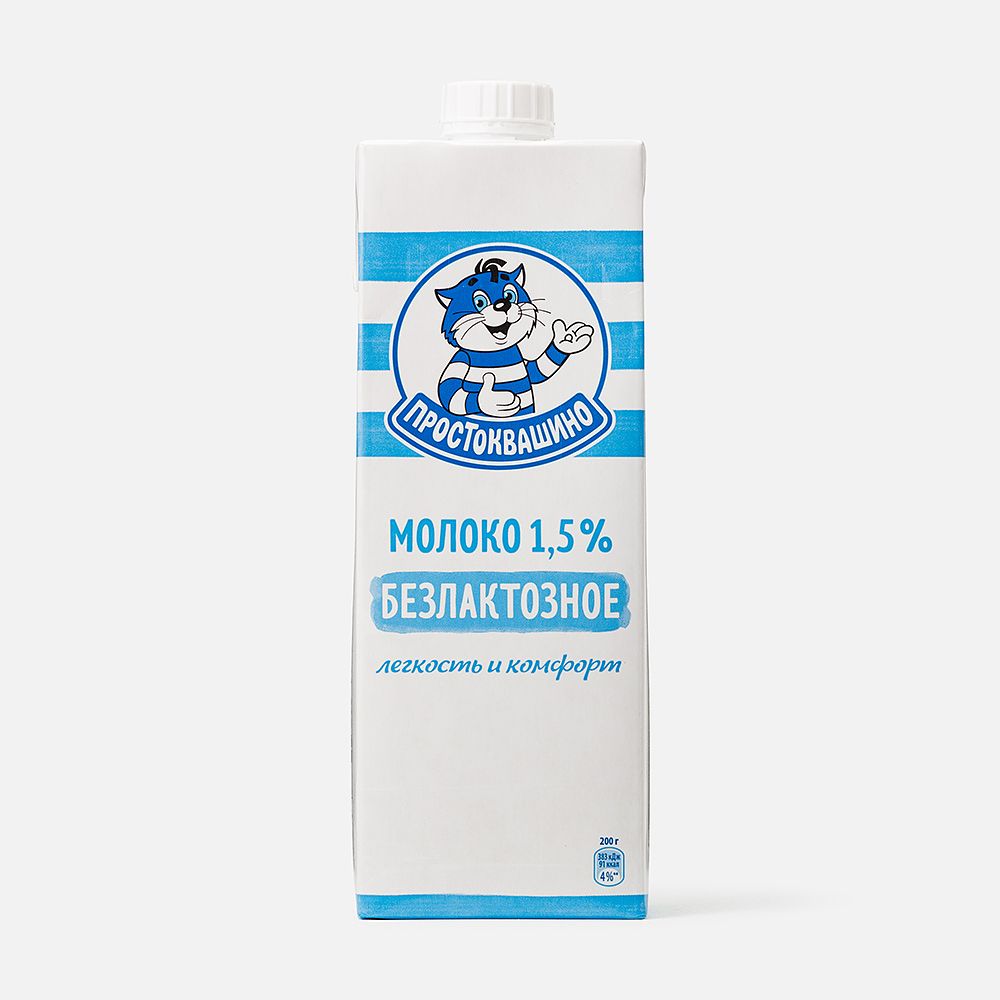 ПРОСТОКВАШИНО
МОЛОКО 1,5%
БЕЗЛАКТОЗНОЕ
легкость и комфорт
200 г
383 кДж
91 ккал
4%**